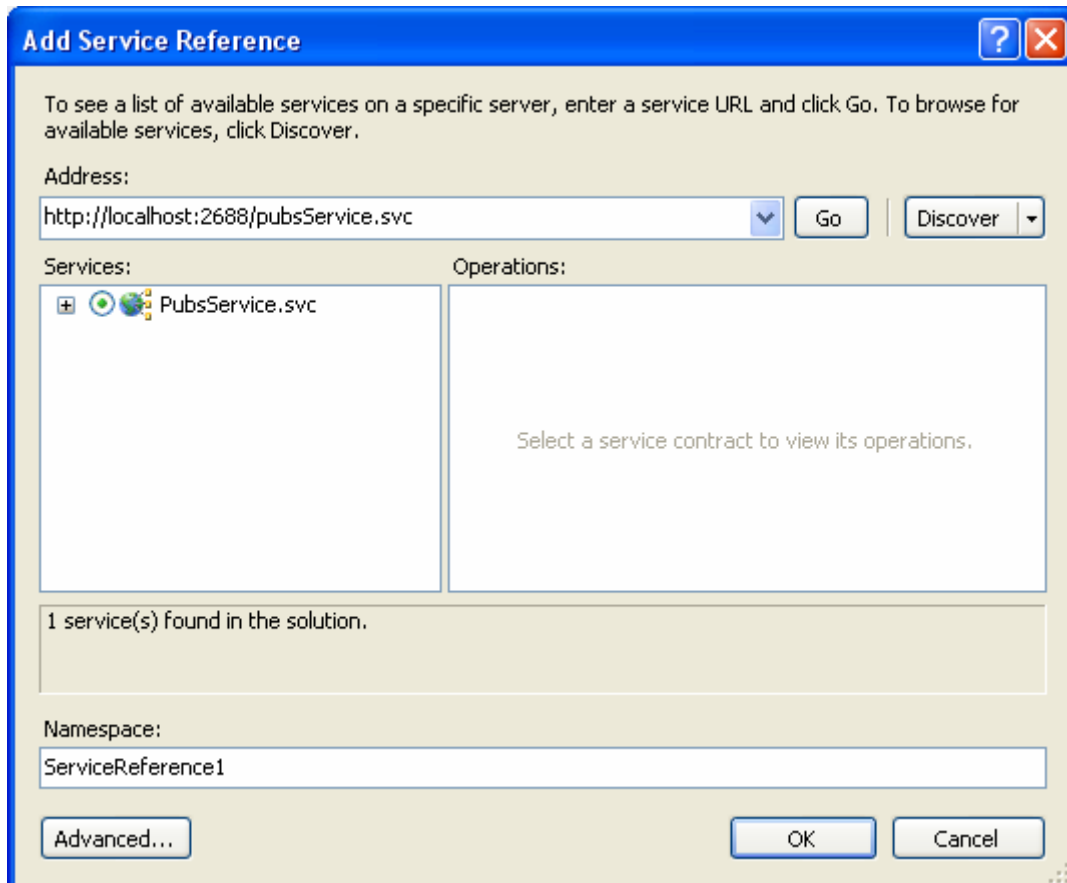 Add Service Reference
To see a list of available services on a specific server, enter a service URL and click Go. To browse for
available services, click Discover.
Address:
http://localhost:2688/pubsService.svc
Go
Discover
Services:
Operations:
PubsService.svc
Select a service contract to view its operations.
1 service(s) found in the solution.
Namespace:
ServiceReference1
Advanced...
OK
Cancel